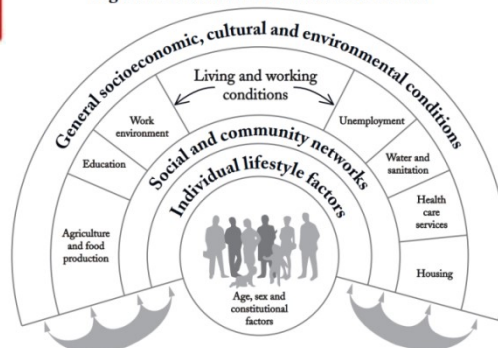 General socioeconomic, cultural and environmental conditions
Living and working
conditions
Work
environment
Unemployment
Education
Water and
sanitation
Social and community networks
Individual lifestyle factors
Agriculture
and food
production
Health
care
services
Housing
Age, sex and
constitutional
factors